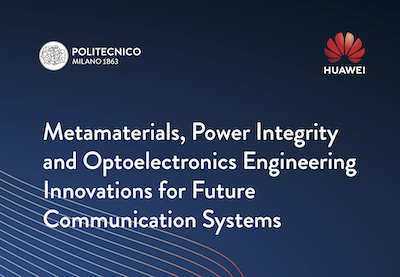 POLITECNICO
MILANO 1863
HUAWEI
Metamaterials, Power Integrity
and Optoelectronics Engineering
Innovations for Future
Communication Systems